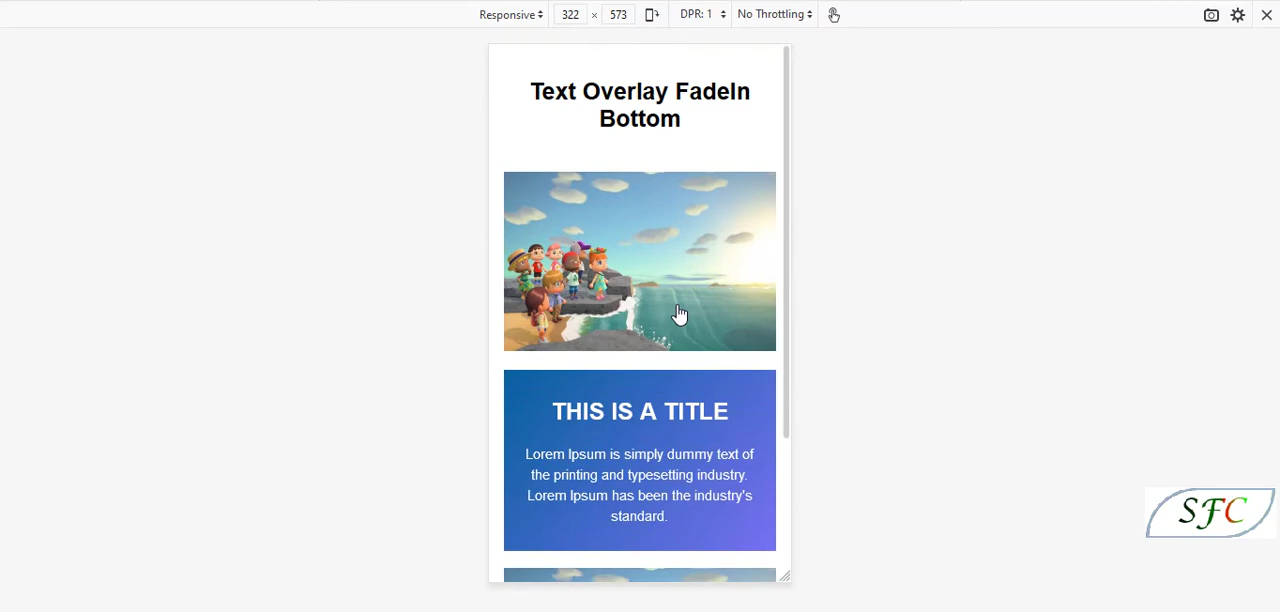 Responsive 322 × 573 DPR: 1 No Throttling
Text Overlay FadeIn
Bottom
THIS IS A TITLE
Lorem Ipsum is simply dummy text of
the printing and typesetting industry.
Lorem Ipsum has been the industry's
standard.
SFC